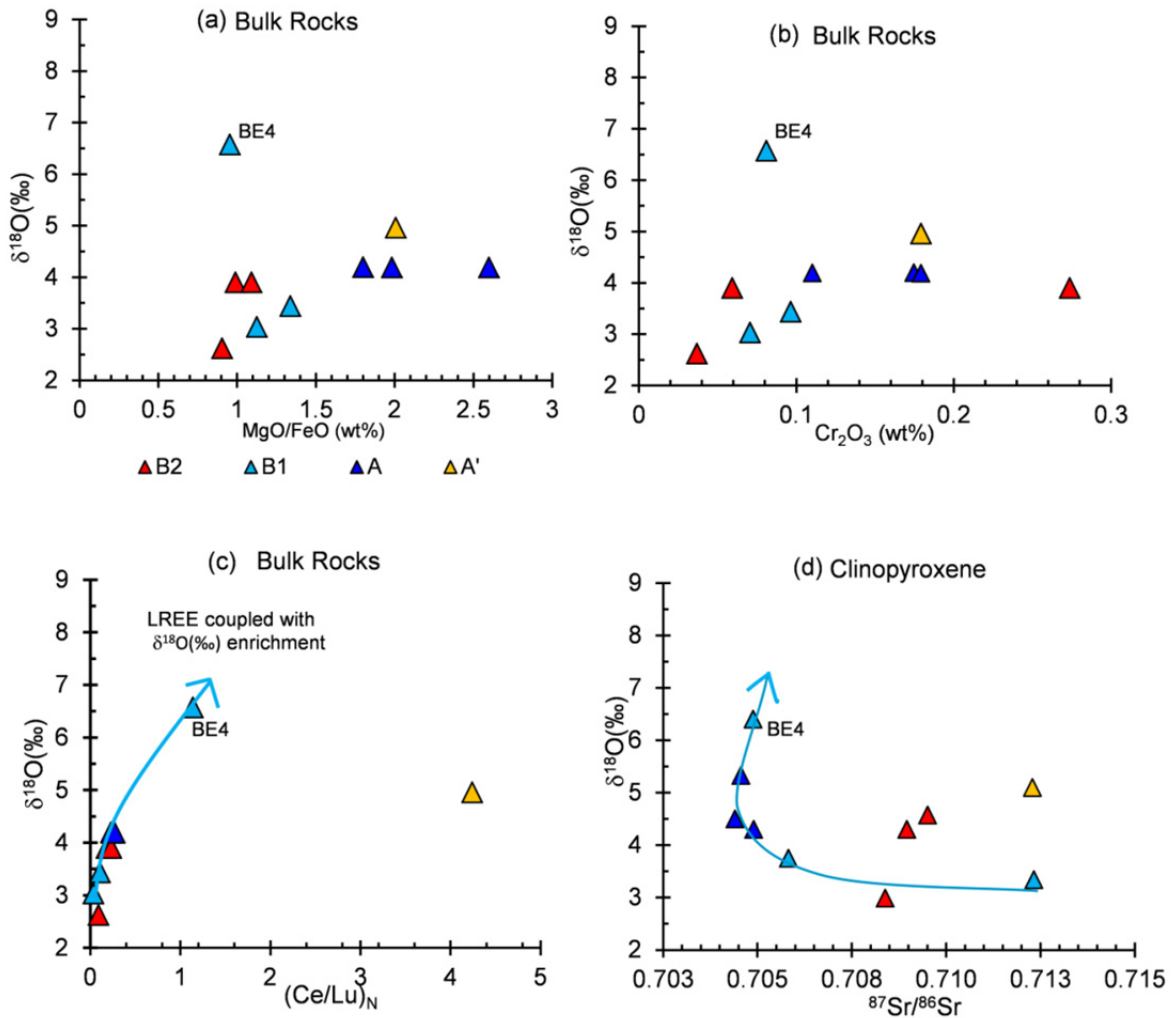 (a) Bulk Rocks
9
8
7
6
5
4
3
2
δ¹⁸O(‰)
BE4
0 0.5 1 1.5 2 2.5 3
MgO/FeO (wt%)
(b) Bulk Rocks
9
8
7
6
5
4
3
2
δ¹⁸O(‰)
BE4
0 0.1 0.2 0.3
Cr₂O₃ (wt%)
B2 B1 A A'
(c) Bulk Rocks
9
8
7
6
5
4
3
2
δ¹⁸O(‰)
LREE coupled with
δ¹⁸O(‰) enrichment
BE4
0 1 2 3 4 5
(Ce/Lu)N
(d) Clinopyroxene
9
8
7
6
5
4
3
2
δ¹⁸O(‰)
BE4
0.703 0.705 0.708 0.710 0.713 0.715
⁸⁷Sr/⁸⁶Sr